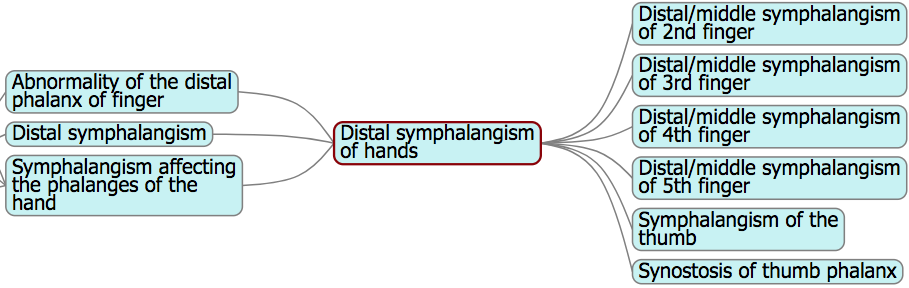 Abnormality of the distal
phalanx of finger
Distal symphalangism
Symphalangism affecting
the phalanges of the
hand
Distal symphalangism
of hands
Distal/middle symphalangism
of 2nd finger
Distal/middle symphalangism
of 3rd finger
Distal/middle symphalangism
of 4th finger
Distal/middle symphalangism
of 5th finger
Symphalangism of the
thumb
Synostosis of thumb phalanx